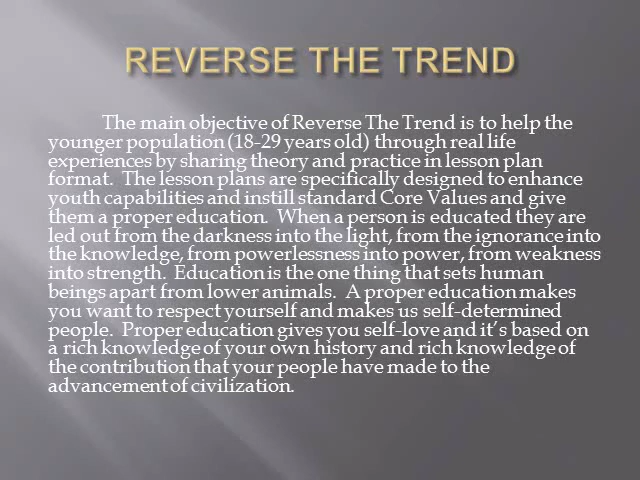 REVERSE THE TREND
The main objective of Reverse The Trend is to help the
younger population (18-29 years old) through real life
experiences by sharing theory and practice in lesson plan
format. The lesson plans are specifically designed to enhance
youth capabilities and instill standard Core Values and give
them a proper education. When a person is educated they are
led out from the darkness into the light, from the ignorance into
the knowledge, from powerlessness into power, from weakness
into strength. Education is the one thing that sets human
beings apart from lower animals. A proper education makes
you want to respect yourself and makes us self-determined
people. Proper education gives you self-love and it's based on
a rich knowledge of your own history and rich knowledge of
the contribution that your people have made to the
advancement of civilization.